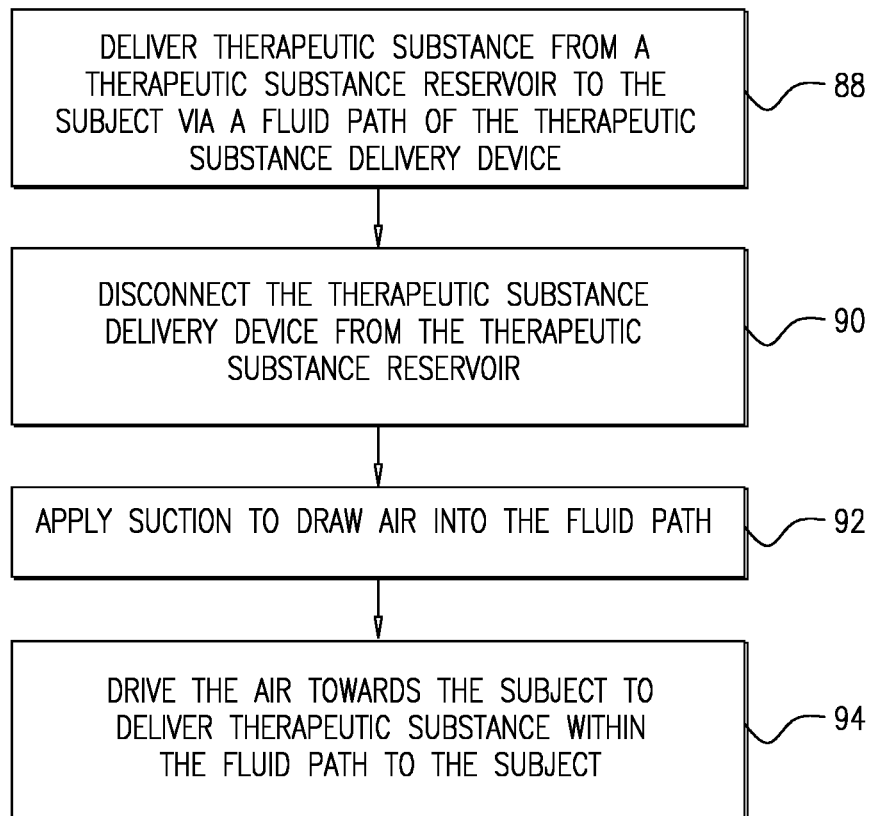 DELIVER THERAPEUTIC SUBSTANCE FROM A
THERAPEUTIC SUBSTANCE RESERVOIR TO THE
SUBJECT VIA A FLUID PATH OF THE THERAPEUTIC
SUBSTANCE DELIVERY DEVICE
88
DISCONNECT THE THERAPEUTIC SUBSTANCE
DELIVERY DEVICE FROM THE THERAPEUTIC
SUBSTANCE RESERVOIR
90
APPLY SUCTION TO DRAW AIR INTO THE FLUID PATH
92
DRIVE THE AIR TOWARDS THE SUBJECT TO
DELIVER THERAPEUTIC SUBSTANCE WITHIN
THE FLUID PATH TO THE SUBJECT
94